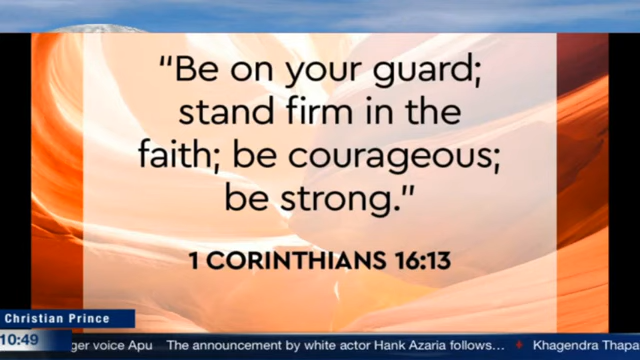 “Be on your guard;
stand firm in the
faith; be courageous;
be strong.”
1 CORINTHIANS 16:13
Christian Prince
10:49 ger voice Apu The announcement by white actor Hank Azaria follows... Khagendra Thapa